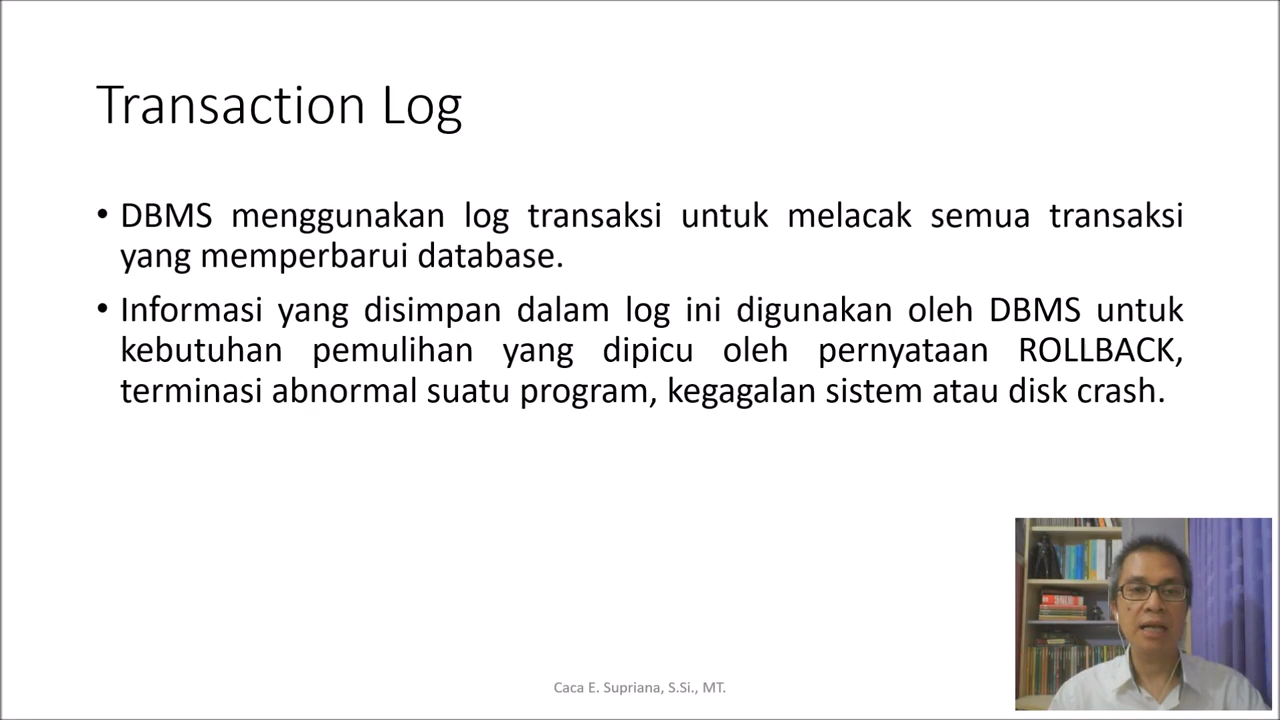 Transaction Log
• DBMS menggunakan log transaksi untuk melacak semua transaksi
yang memperbarui database.
• Informasi yang disimpan dalam log ini digunakan oleh DBMS untuk
kebutuhan pemulihan yang dipicu oleh pernyataan ROLLBACK,
terminasi abnormal suatu program, kegagalan sistem atau disk crash.
Caca E. Supriana, S.Si., MT.